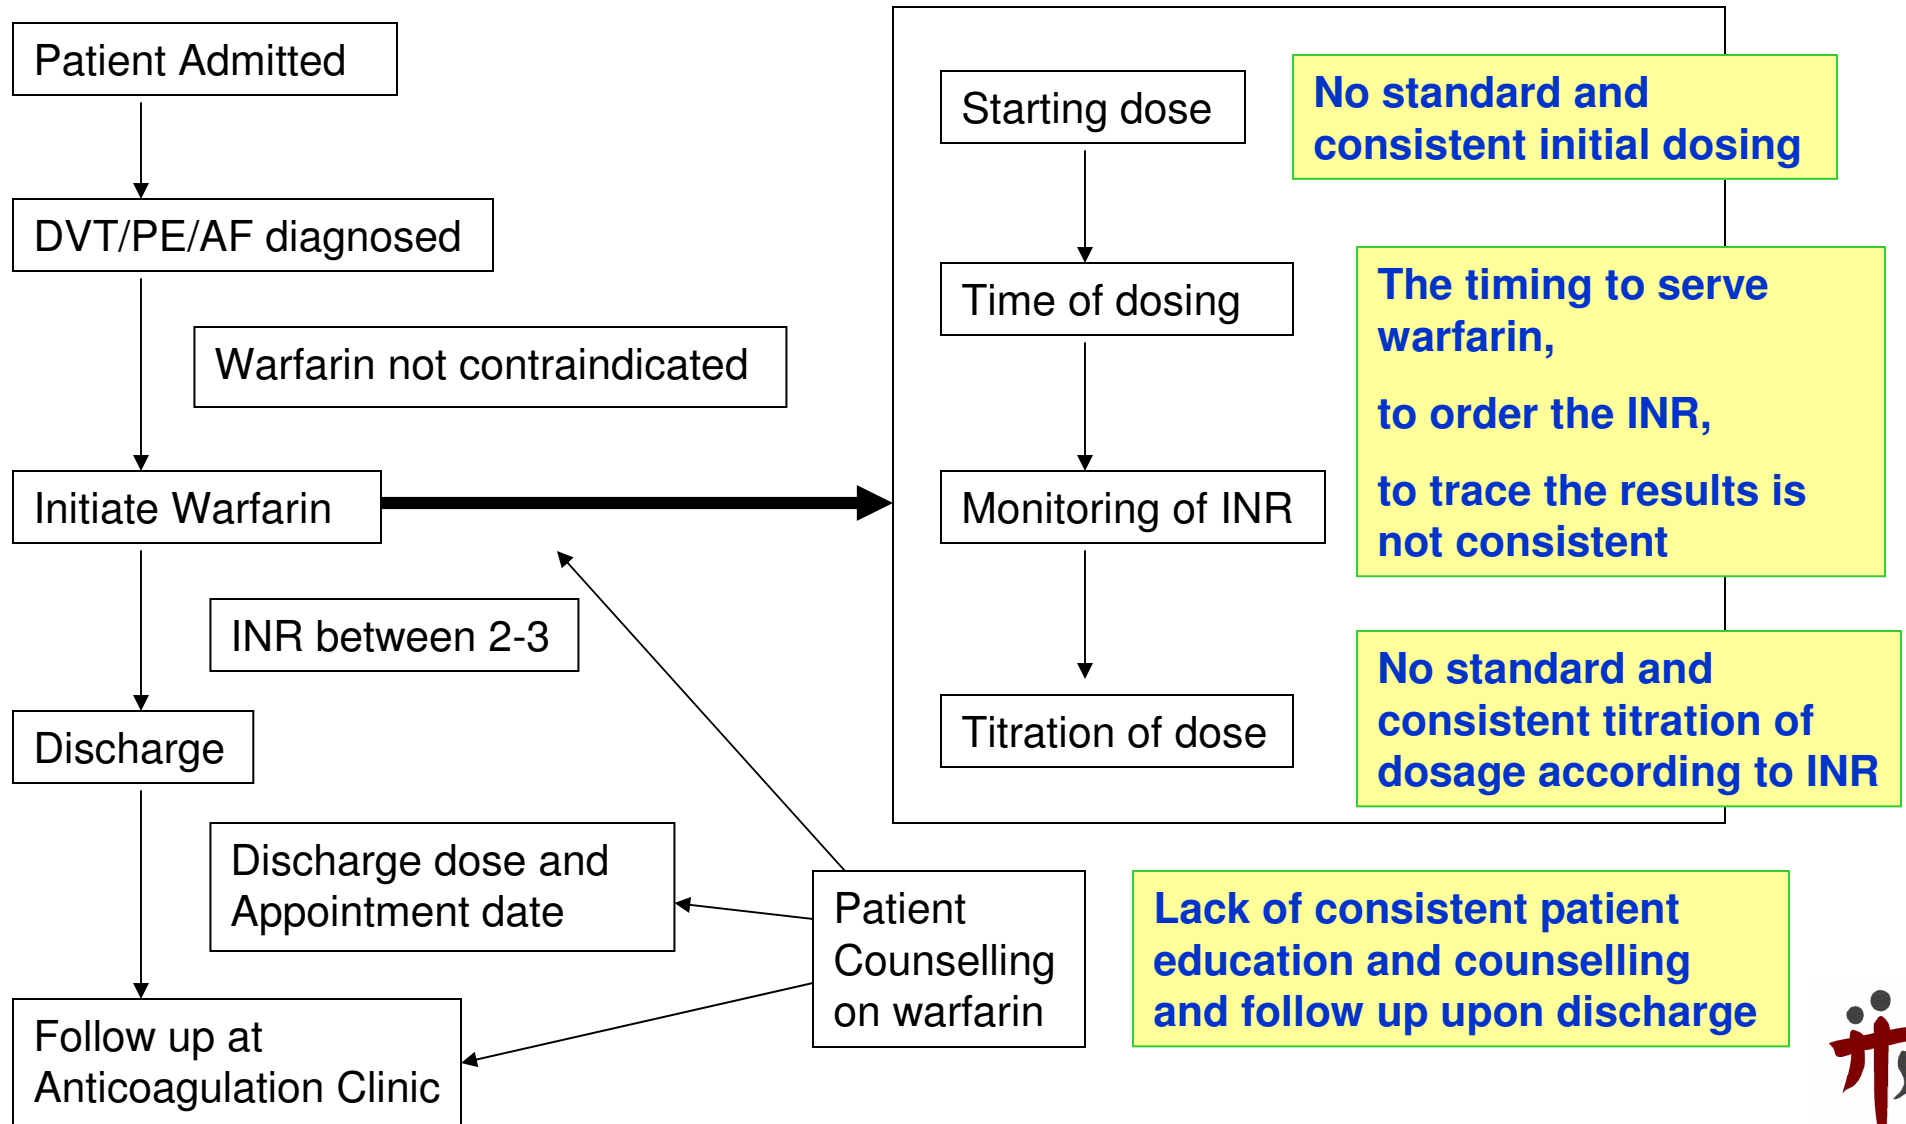 Patient Admitted
DVT/PE/AF diagnosed
Warfarin not contraindicated
Initiate Warfarin
INR between 2-3
Discharge
Discharge dose and
Appointment date
Follow up at
Anticoagulation Clinic
Patient
Counselling
on warfarin
Starting dose
Time of dosing
Monitoring of INR
Titration of dose
No standard and
consistent initial dosing
The timing to serve
warfarin,
to order the INR,
to trace the results is
not consistent
No standard and
consistent titration of
dosage according to INR
Lack of consistent patient
education and counselling
and follow up upon discharge